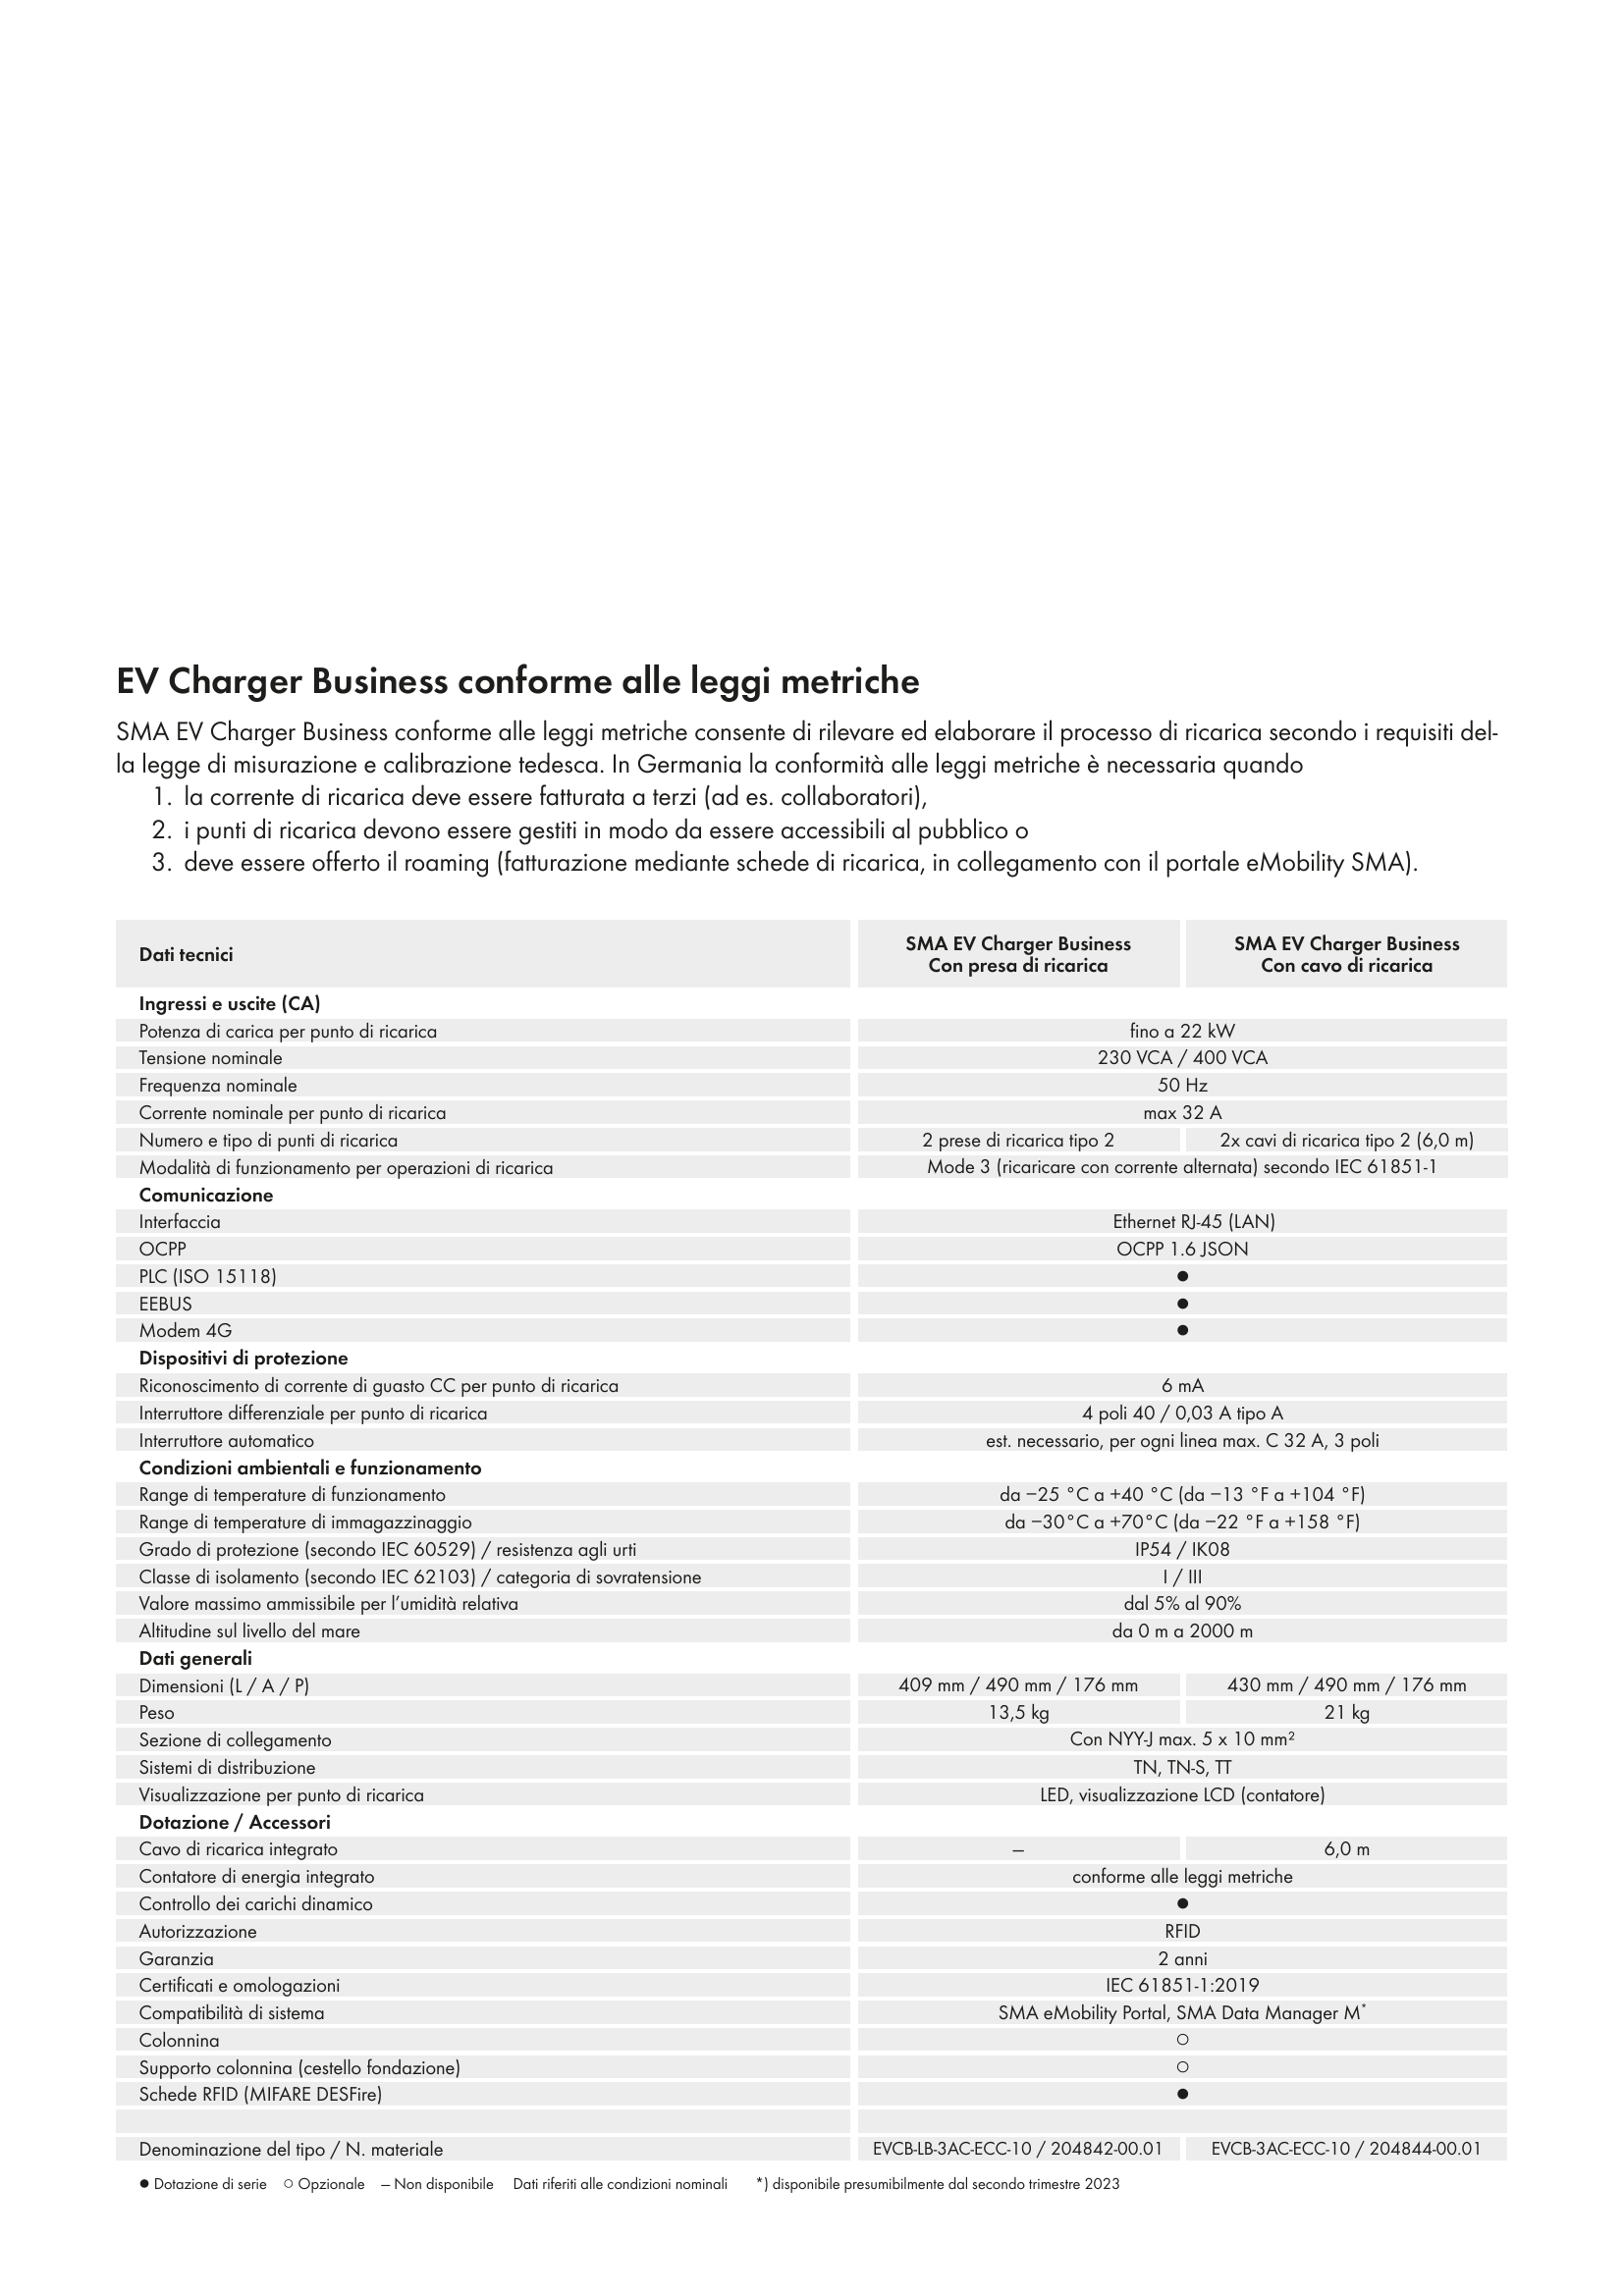 EV Charger Business conforme alle leggi metriche
SMA EV Charger Business conforme alle leggi metriche consente di rilevare ed elaborare il processo di ricarica secondo i requisiti del-
la legge di misurazione e calibrazione tedesca. In Germania la conformità alle leggi metriche è necessaria quando
1. la corrente di ricarica deve essere fatturata a terzi (ad es. collaboratori),
2. i punti di ricarica devono essere gestiti in modo da essere accessibili al pubblico o
3. deve essere offerto il roaming (fatturazione mediante schede di ricarica, in collegamento con il portale eMobility SMA).
Dati tecnici SMA EV Charger Business Con presa di ricarica SMA EV Charger Business Con cavo di ricarica
Ingressi e uscite (CA)
Potenza di carica per punto di ricarica fino a 22 kW
Tensione nominale 230 VCA / 400 VCA
Frequenza nominale 50 Hz
Corrente nominale per punto di ricarica max 32 A
Numero e tipo di punti di ricarica 2 prese di ricarica tipo 2 2x cavi di ricarica tipo 2 (6,0 m)
Modalità di funzionamento per operazioni di ricarica Mode 3 (ricaricare con corrente alternata) secondo IEC 61851-1
Comunicazione
Interfaccia Ethernet RJ-45 (LAN)
OCPP OCPP 1.6 JSON
PLC (ISO 15118) ●
EEBUS ●
Modem 4G ●
Dispositivi di protezione
Riconoscimento di corrente di guasto CC per punto di ricarica 6 mA
Interruttore differenziale per punto di ricarica 4 poli 40 / 0,03 A tipo A
Interruttore automatico est. necessario, per ogni linea max. C 32 A, 3 poli
Condizioni ambientali e funzionamento
Range di temperature di funzionamento da −25 °C a +40 °C (da −13 °F a +104 °F)
Range di temperature di immagazzinaggio da −30°C a +70°C (da −22 °F a +158 °F)
Grado di protezione (secondo IEC 60529) / resistenza agli urti IP54 / IK08
Classe di isolamento (secondo IEC 62103) / categoria di sovratensione I / III
Valore massimo ammissibile per l’umidità relativa dal 5% al 90%
Altitudine sul livello del mare da 0 m a 2000 m
Dati generali
Dimensioni (L / A / P) 409 mm / 490 mm / 176 mm 430 mm / 490 mm / 176 mm
Peso 13,5 kg 21 kg
Sezione di collegamento Con NYY-J max. 5 x 10 mm²
Sistemi di distribuzione TN, TN-S, TT
Visualizzazione per punto di ricarica LED, visualizzazione LCD (contatore)
Dotazione / Accessori
Cavo di ricarica integrato — 6,0 m
Contatore di energia integrato conforme alle leggi metriche
Controllo dei carichi dinamico ●
Autorizzazione RFID
Garanzia 2 anni
Certificati e omologazioni IEC 61851-1:2019
Compatibilità di sistema SMA eMobility Portal, SMA Data Manager M*
Colonnina ○
Supporto colonnina (cestello fondazione) ○
Schede RFID (MIFARE DESFire) ●
Denominazione del tipo / N. materiale EVCB-LB-3AC-ECC-10 / 204842-00.01 EVCB-3AC-ECC-10 / 204844-00.01
● Dotazione di serie ○ Opzionale — Non disponibile Dati riferiti alle condizioni nominali *) disponibile presumibilmente dal secondo trimestre 2023